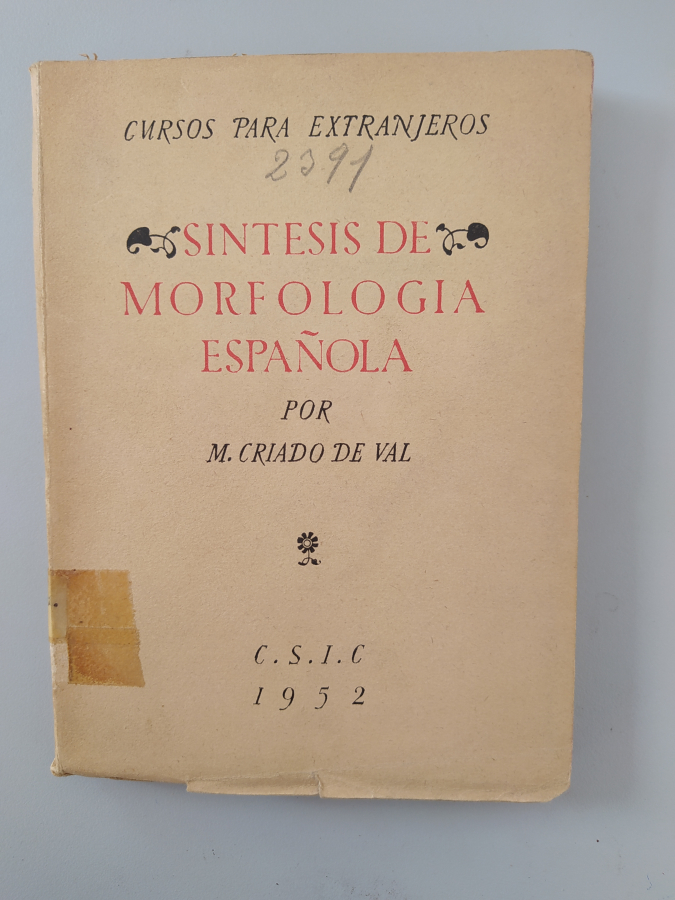 CURSOS PARA EXTRANJEROS
2391
SINTESIS DE
MORFOLOGIA
ESPAÑOLA
POR
M. CRIADO DE VAL
C.S.I.C
1952